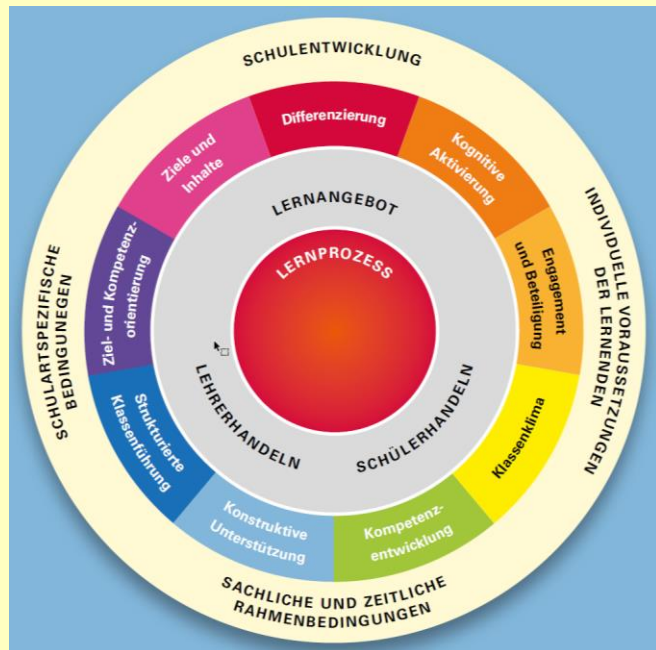 SCHULENTWICKLUNG
Differenzierung
Kognitive
Aktivierung
Engagement
und Beteiligung
Klassenklima
Kompetenz-
entwicklung
Konstruktive
Unterstützung
Strukturierte
Klassenführung
Ziel- und Kompetenz-
orientierung
Ziele und
Inhalte
LERNANGEBOT
LERNPROZESS
LEHRERHANDELN
SCHÜLERHANDELN
INDIVIDUELLE VORAUSSETZUNGEN
DER LERNENDEN
SACHLICHE UND ZEITLICHE
RAHMENBEDINGUNGEN
SCHULARTSPEZIFISCHE
BEDINGUNEGEN